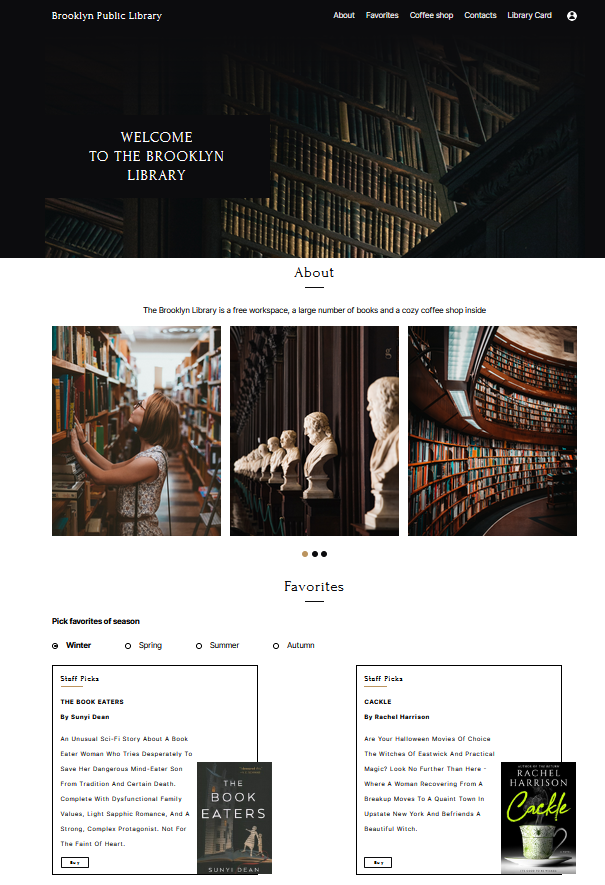 Brooklyn Public Library
About Favorites Coffee shop Contacts Library Card
WELCOME
TO THE BROOKLYN
LIBRARY
About
The Brooklyn Library is a free workspace, a large number of books and a cozy coffee shop inside
Favorites
Pick favorites of season
Winter Spring Summer Autumn
Staff Picks
THE BOOK EATERS
By Sunyi Dean
An Unusual Sci-Fi Story About A Book
Eater Woman Who Tries Desperately To
Save Her Dangerous Mind-Eater Son
From Tradition And Certain Death.
Complete With Dysfunctional Family
Values, Light Sapphic Romance, And A
Strong, Complex Protagonist. Not For
The Faint Of Heart.
Buy
THE
BOOK
EATERS
SUNYI DEAN
Staff Picks
CACKLE
By Rachel Harrison
Are Your Halloween Movies Of Choice
The Witches Of Eastwick And Practical
Magic? Look No Further Than Here -
Where A Woman Recovering From A
Breakup Moves To A Quaint Town In
Upstate New York And Befriends A
Beautiful Witch.
Buy
RACHEL
HARRISON
Cackle